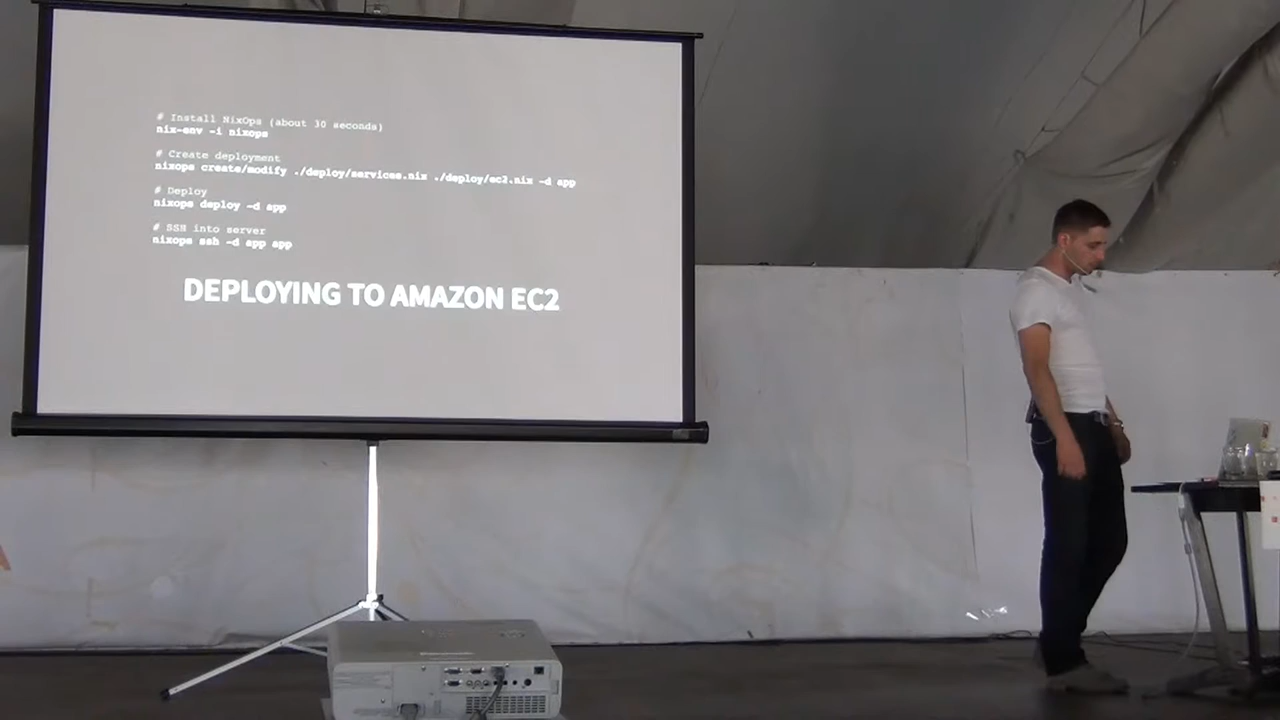 # Install NixOps (about 30 seconds)
nix-env -i nixops
# Create deployment
nixops create/modify ./deploy/services.nix ./deploy/ec2.nix -d app
# Deploy
nixops deploy -d app
# SSH into server
nixops ssh -d app app
DEPLOYING TO AMAZON EC2